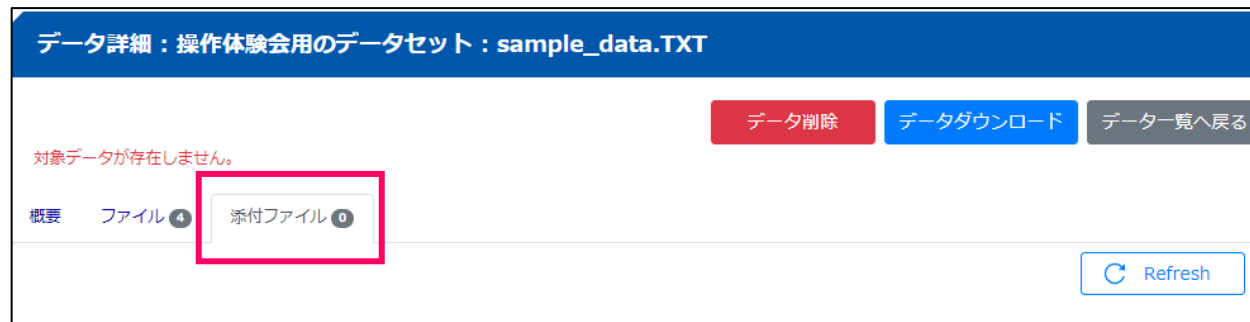 データ詳細：操作体験会用のデータセット：sample_data.TXT
データ削除 データダウンロード データ一覧へ戻る
対象データが存在しません。
概要 ファイル 4 添付ファイル 0
Refresh